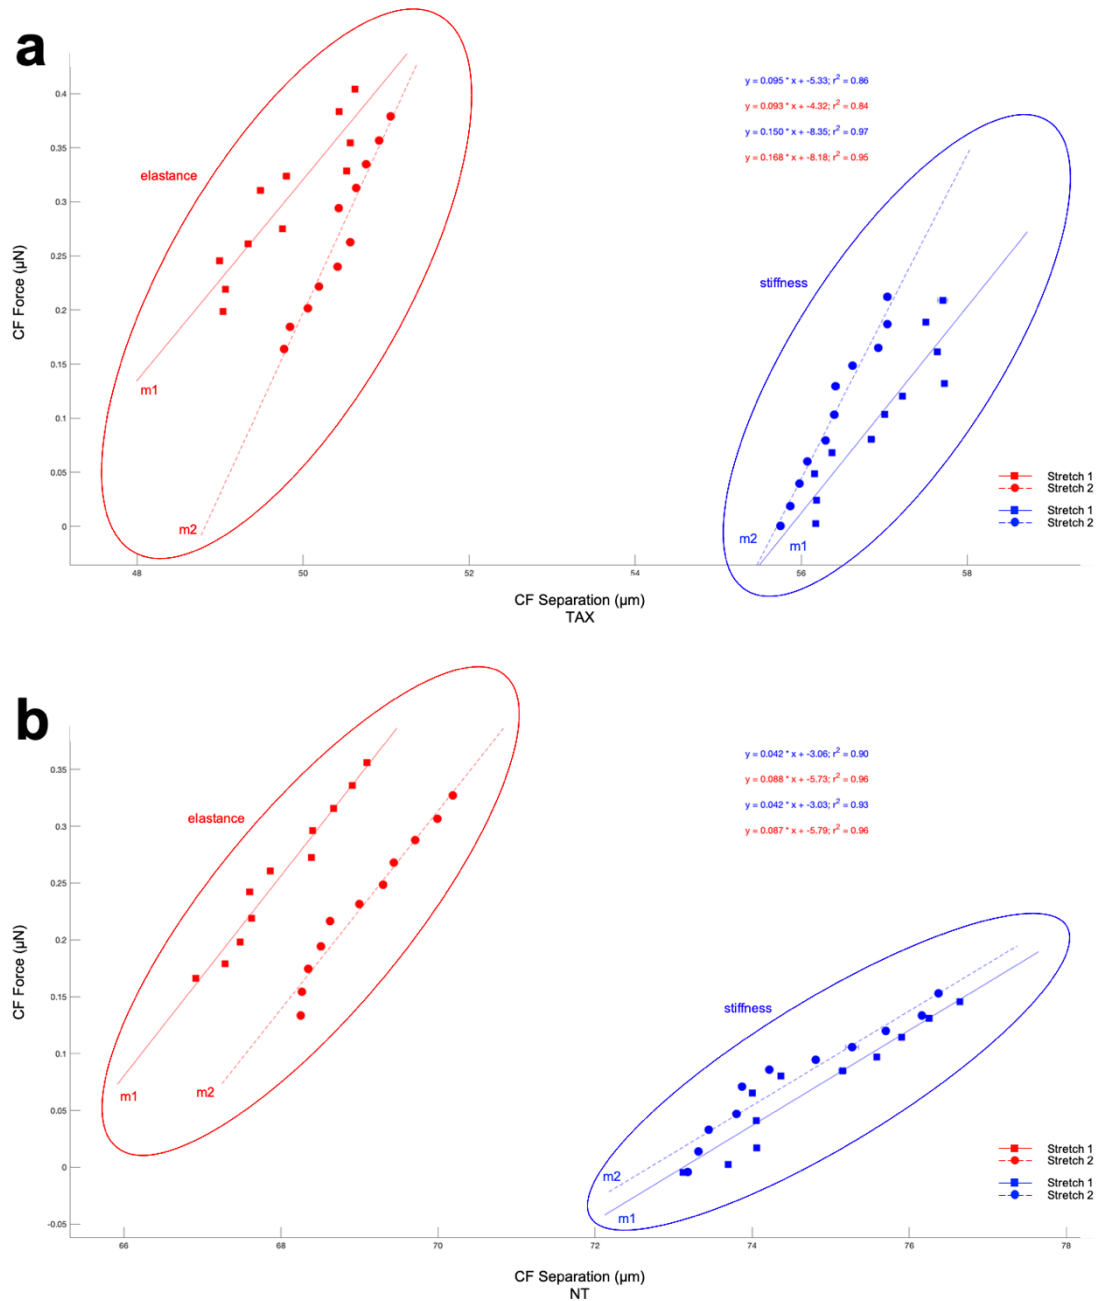 a
y = 0.095 * x + -5.33; r² = 0.86
y = 0.093 * x + -4.32; r² = 0.84
y = 0.150 * x + -8.35; r² = 0.97
y = 0.168 * x + -8.18; r² = 0.95
0.4
0.35
0.3
0.25
0.2
0.15
0.1
0.05
0
CF Force (µN)
elastance
m1
m2
stiffness
m2
m1
Stretch 1
Stretch 2
Stretch 1
Stretch 2
48
50
52
54
56
58
CF Separation (µm)
TAX
b
y = 0.042 * x + -3.06; r² = 0.90
y = 0.088 * x + -5.73; r² = 0.96
y = 0.042 * x + -3.03; r² = 0.93
y = 0.087 * x + -5.79; r² = 0.96
0.35
0.3
0.25
0.2
0.15
0.1
0.05
0
-0.05
CF Force (µN)
elastance
m1
m2
stiffness
m2
m1
Stretch 1
Stretch 2
Stretch 1
Stretch 2
66
68
70
72
74
76
78
CF Separation (µm)
NT